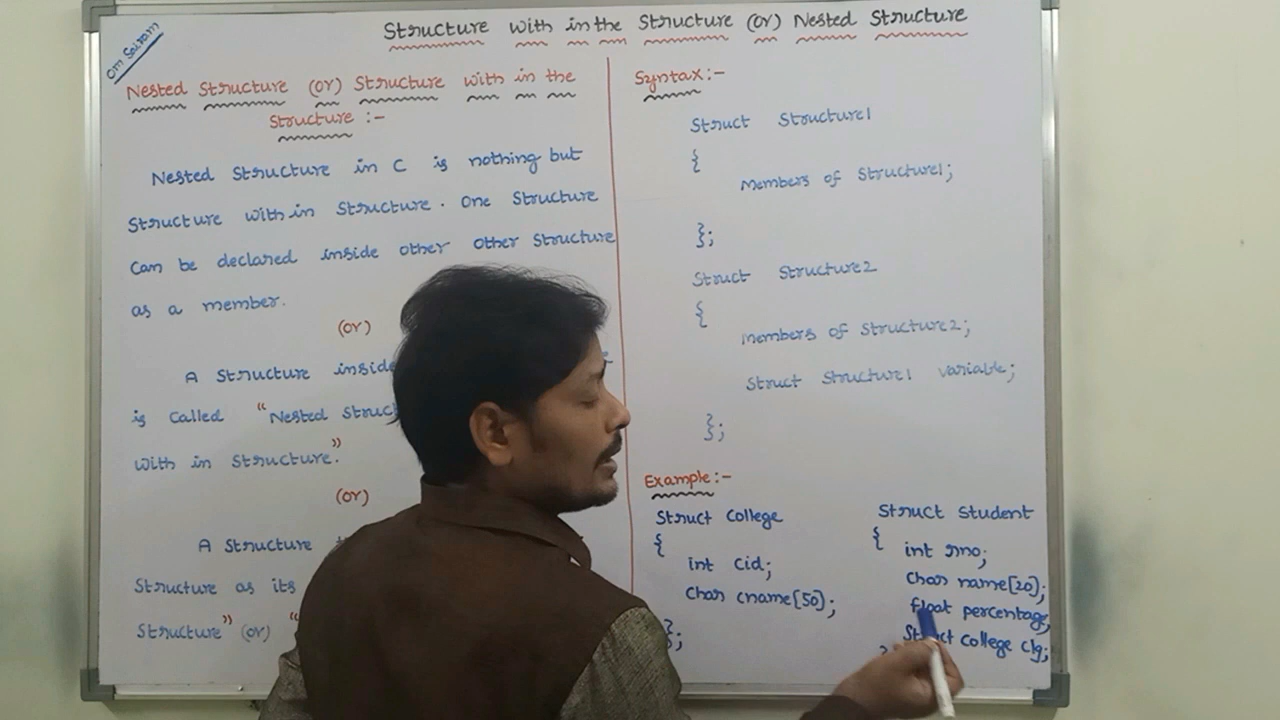 Om Sairam
Structure with in the Structure (or) Nested Structure
Nested Structure (or) Structure with in the
Structure :-
Nested Structure in C is nothing but
Structure with in Structure. One Structure
Can be declared inside other other Structure
as a member.
(or)
A Structure inside
is called "Nested
with in Structure."
(or)
A Structure
Structure as its
Structure" (or) "
Syntax:-
Struct Structure1
{
Members of Structure1;
};
Struct Structure2
{
Members of Structure2;
Struct Structure1 variable;
};
Example:-
Struct College
{
int cid;
Char cname[50];
};
Struct Student
{
int rno;
Char name[20];
float percentage;
Struct College clg;
}